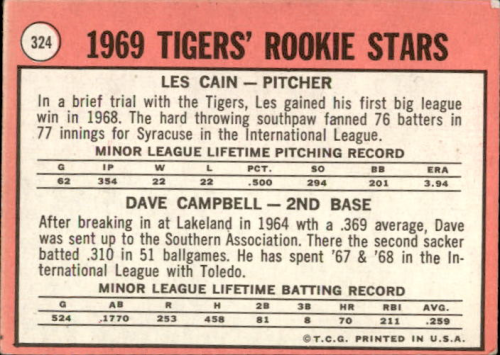 324
1969 TIGERS' ROOKIE STARS
LES CAIN — PITCHER
In a brief trial with the Tigers, Les gained his first big league
win in 1968. The hard throwing southpaw fanned 76 batters in
77 innings for Syracuse in the International League.
MINOR LEAGUE LIFETIME PITCHING RECORD
G IP W L PCT. SO BB ERA
62 354 22 22 .500 294 201 3.94
DAVE CAMPBELL — 2ND BASE
After breaking in at Lakeland in 1964 wth a .369 average, Dave
was sent up to the Southern Association. There the second sacker
batted .310 in 51 ballgames. He has spent '67 & '68 in the In-
ternational League with Toledo.
MINOR LEAGUE LIFETIME BATTING RECORD
G AB R H 2B 3B HR RBI AVG.
524 .1770 253 458 81 8 70 211 .259
© T.C.G. PRINTED IN U.S.A.